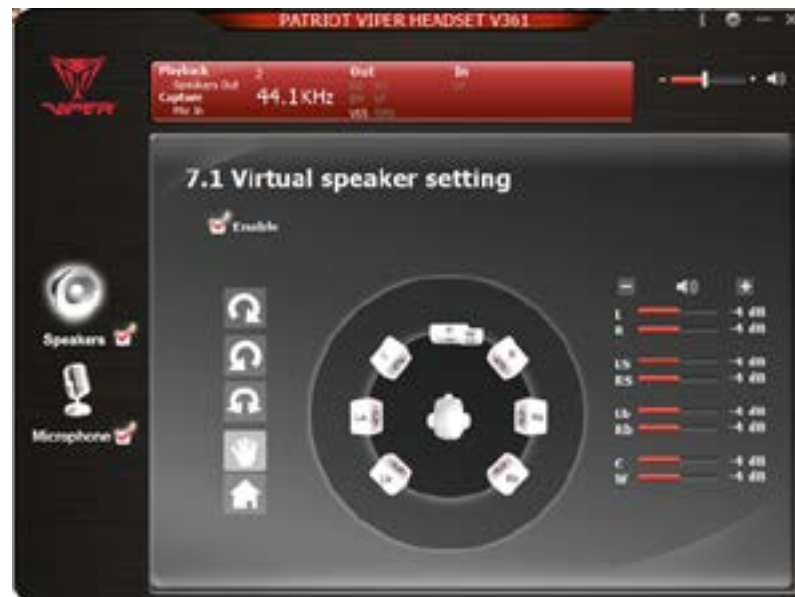 PATRIOT VIPER HEADSET V361
VIPER
Playback 2 Out In
Speakers Out
Capture 44.1KHz
Mic In
7.1 Virtual speaker setting
Enable
Speakers
Microphone
L -4 dB
R -4 dB
LS -4 dB
RS -4 dB
Lb -4 dB
Rb -4 dB
C -4 dB
W -4 dB